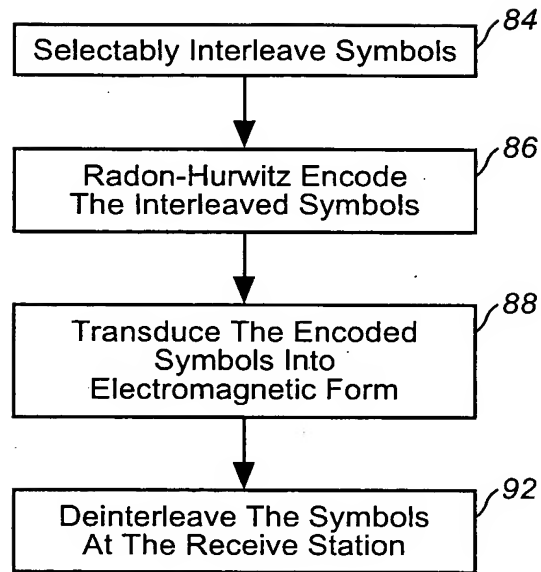 84
Selectably Interleave Symbols
86
Radon-Hurwitz Encode
The Interleaved Symbols
88
Transduce The Encoded
Symbols Into
Electromagnetic Form
92
Deinterleave The Symbols
At The Receive Station